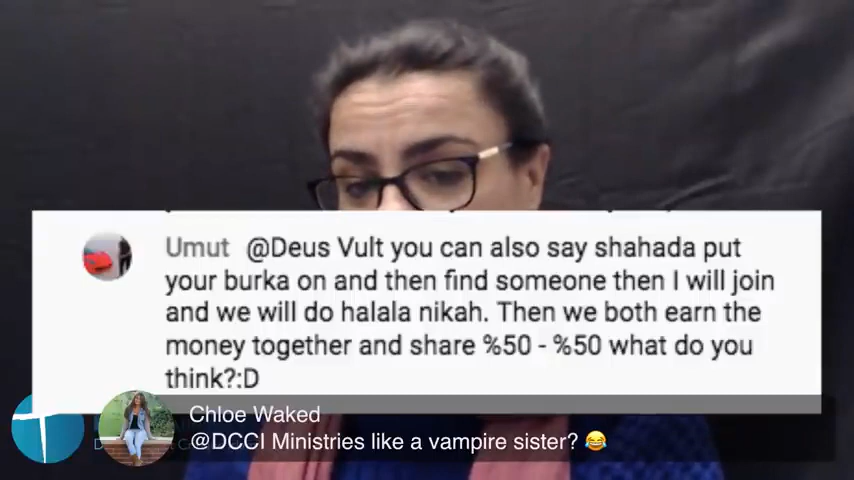 Umut @Deus Vult you can also say shahada put
your burka on and then find someone then I will join
and we will do halala nikah. Then we both earn the
money together and share %50 - %50 what do you
think?:D
Chloe Waked
@DCCI Ministries like a vampire sister? 😂